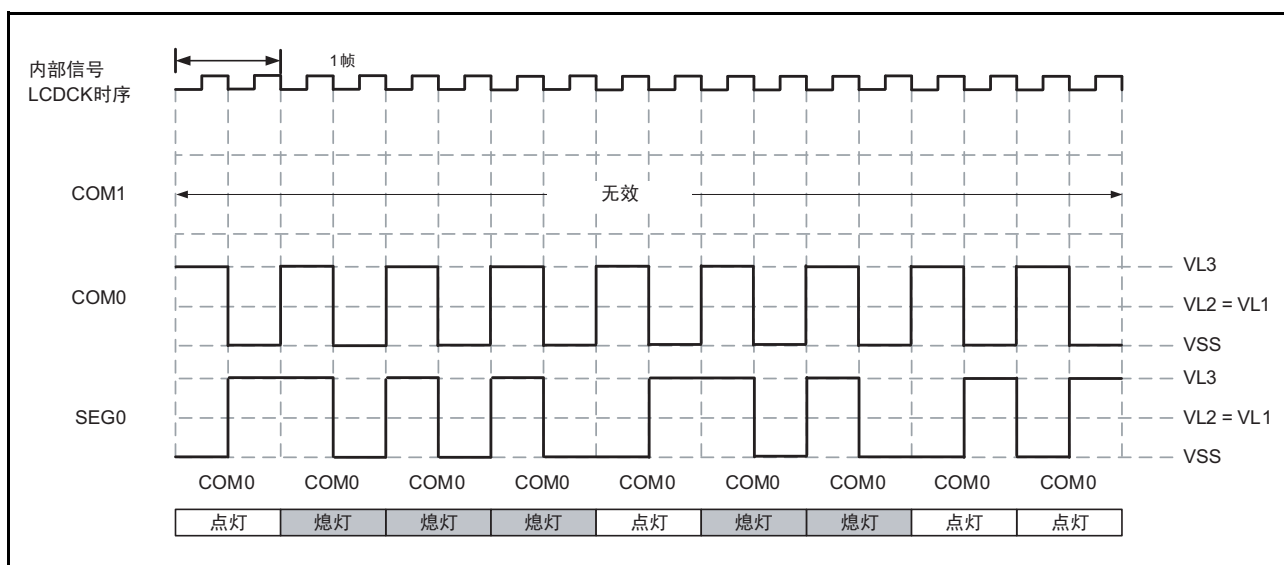 1帧
内部信号
LCDCK时序
COM1
无效
COM0
VL3
VL2 = VL1
VSS
SEG0
VL3
VL2 = VL1
VSS
COM0 COM0 COM0 COM0 COM0 COM0 COM0 COM0 COM0
点灯 熄灯 熄灯 熄灯 点灯 熄灯 熄灯 点灯 点灯